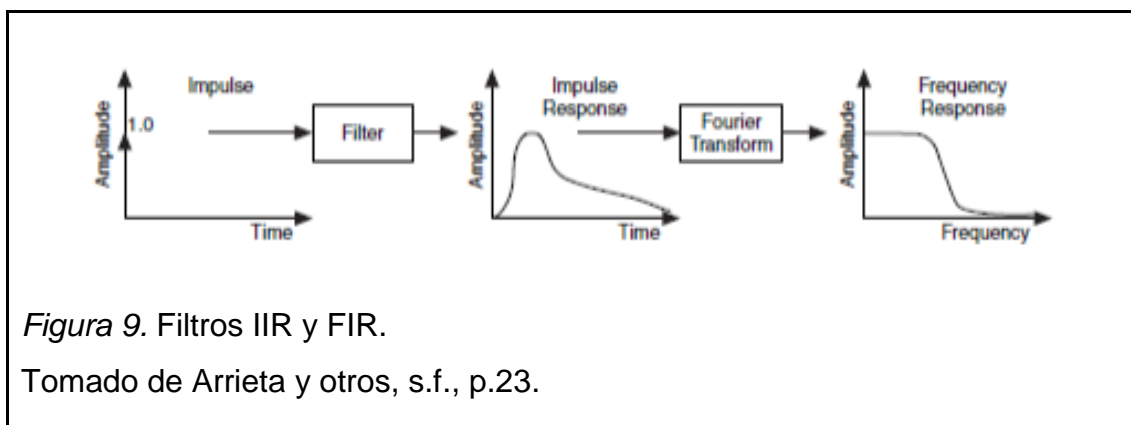 Amplitude
1.0
Impulse
Time
Filter
Amplitude
Impulse
Response
Time
Fourier
Transform
Amplitude
Frequency
Response
Frequency
Figura 9. Filtros IIR y FIR.
Tomado de Arrieta y otros, s.f., p.23.